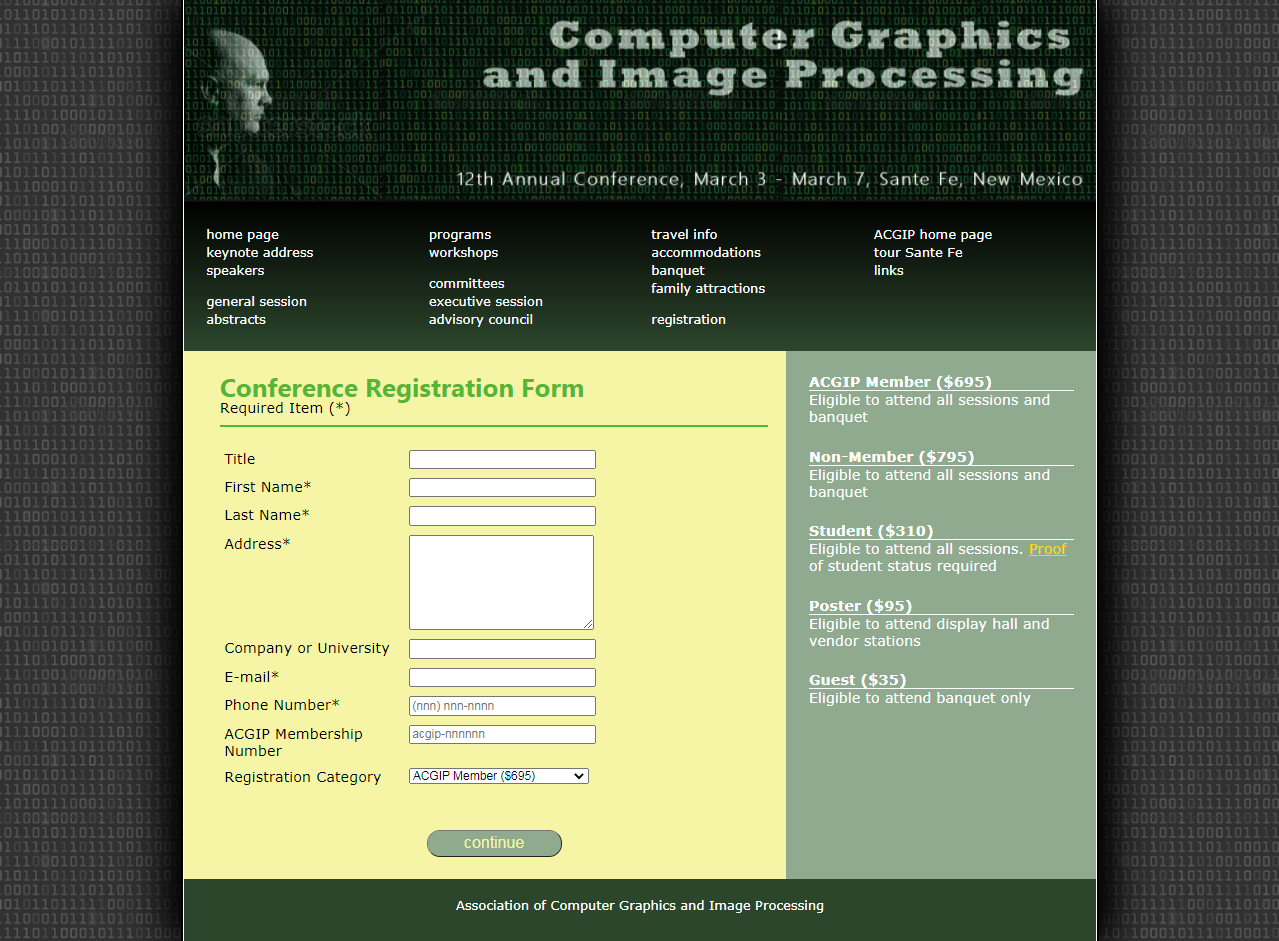 Computer Graphics
and Image Processing
12th Annual Conference, March 3 - March 7, Sante Fe, New Mexico
home page
keynote address
speakers
general session
abstracts
programs
workshops
committees
executive session
advisory council
travel info
accommodations
banquet
family attractions
registration
ACGIP home page
tour Sante Fe
links
Conference Registration Form
Required Item (*)
Title
First Name*
Last Name*
Address*
Company or University
E-mail*
Phone Number* (nnn) nnn-nnnn
ACGIP Membership acgip-nnnnnn
Number
Registration Category ACGIP Member ($695)
continue
ACGIP Member ($695)
Eligible to attend all sessions and
banquet
Non-Member ($795)
Eligible to attend all sessions and
banquet
Student ($310)
Eligible to attend all sessions. Proof
of student status required
Poster ($95)
Eligible to attend display hall and
vendor stations
Guest ($35)
Eligible to attend banquet only
Association of Computer Graphics and Image Processing